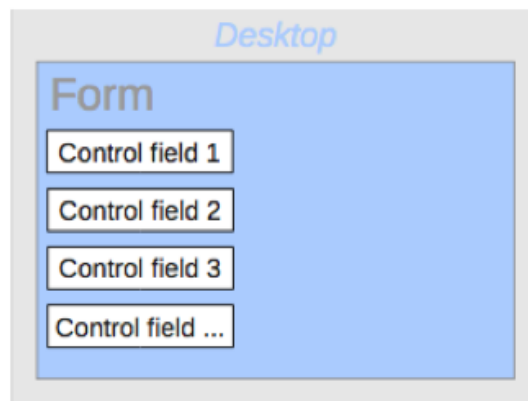 Desktop
Form
Control field 1
Control field 2
Control field 3
Control field ...